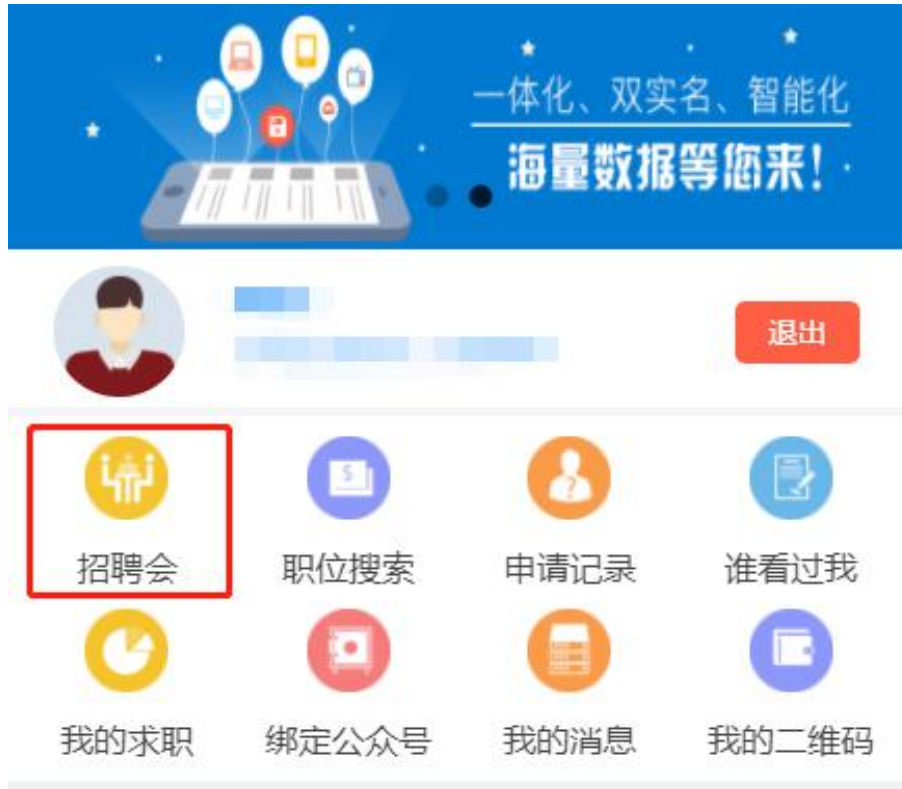 一体化、双实名、智能化
海量数据等您来!
退出
招聘会 职位搜索 申请记录 谁看过我
我的求职 绑定公众号 我的消息 我的二维码